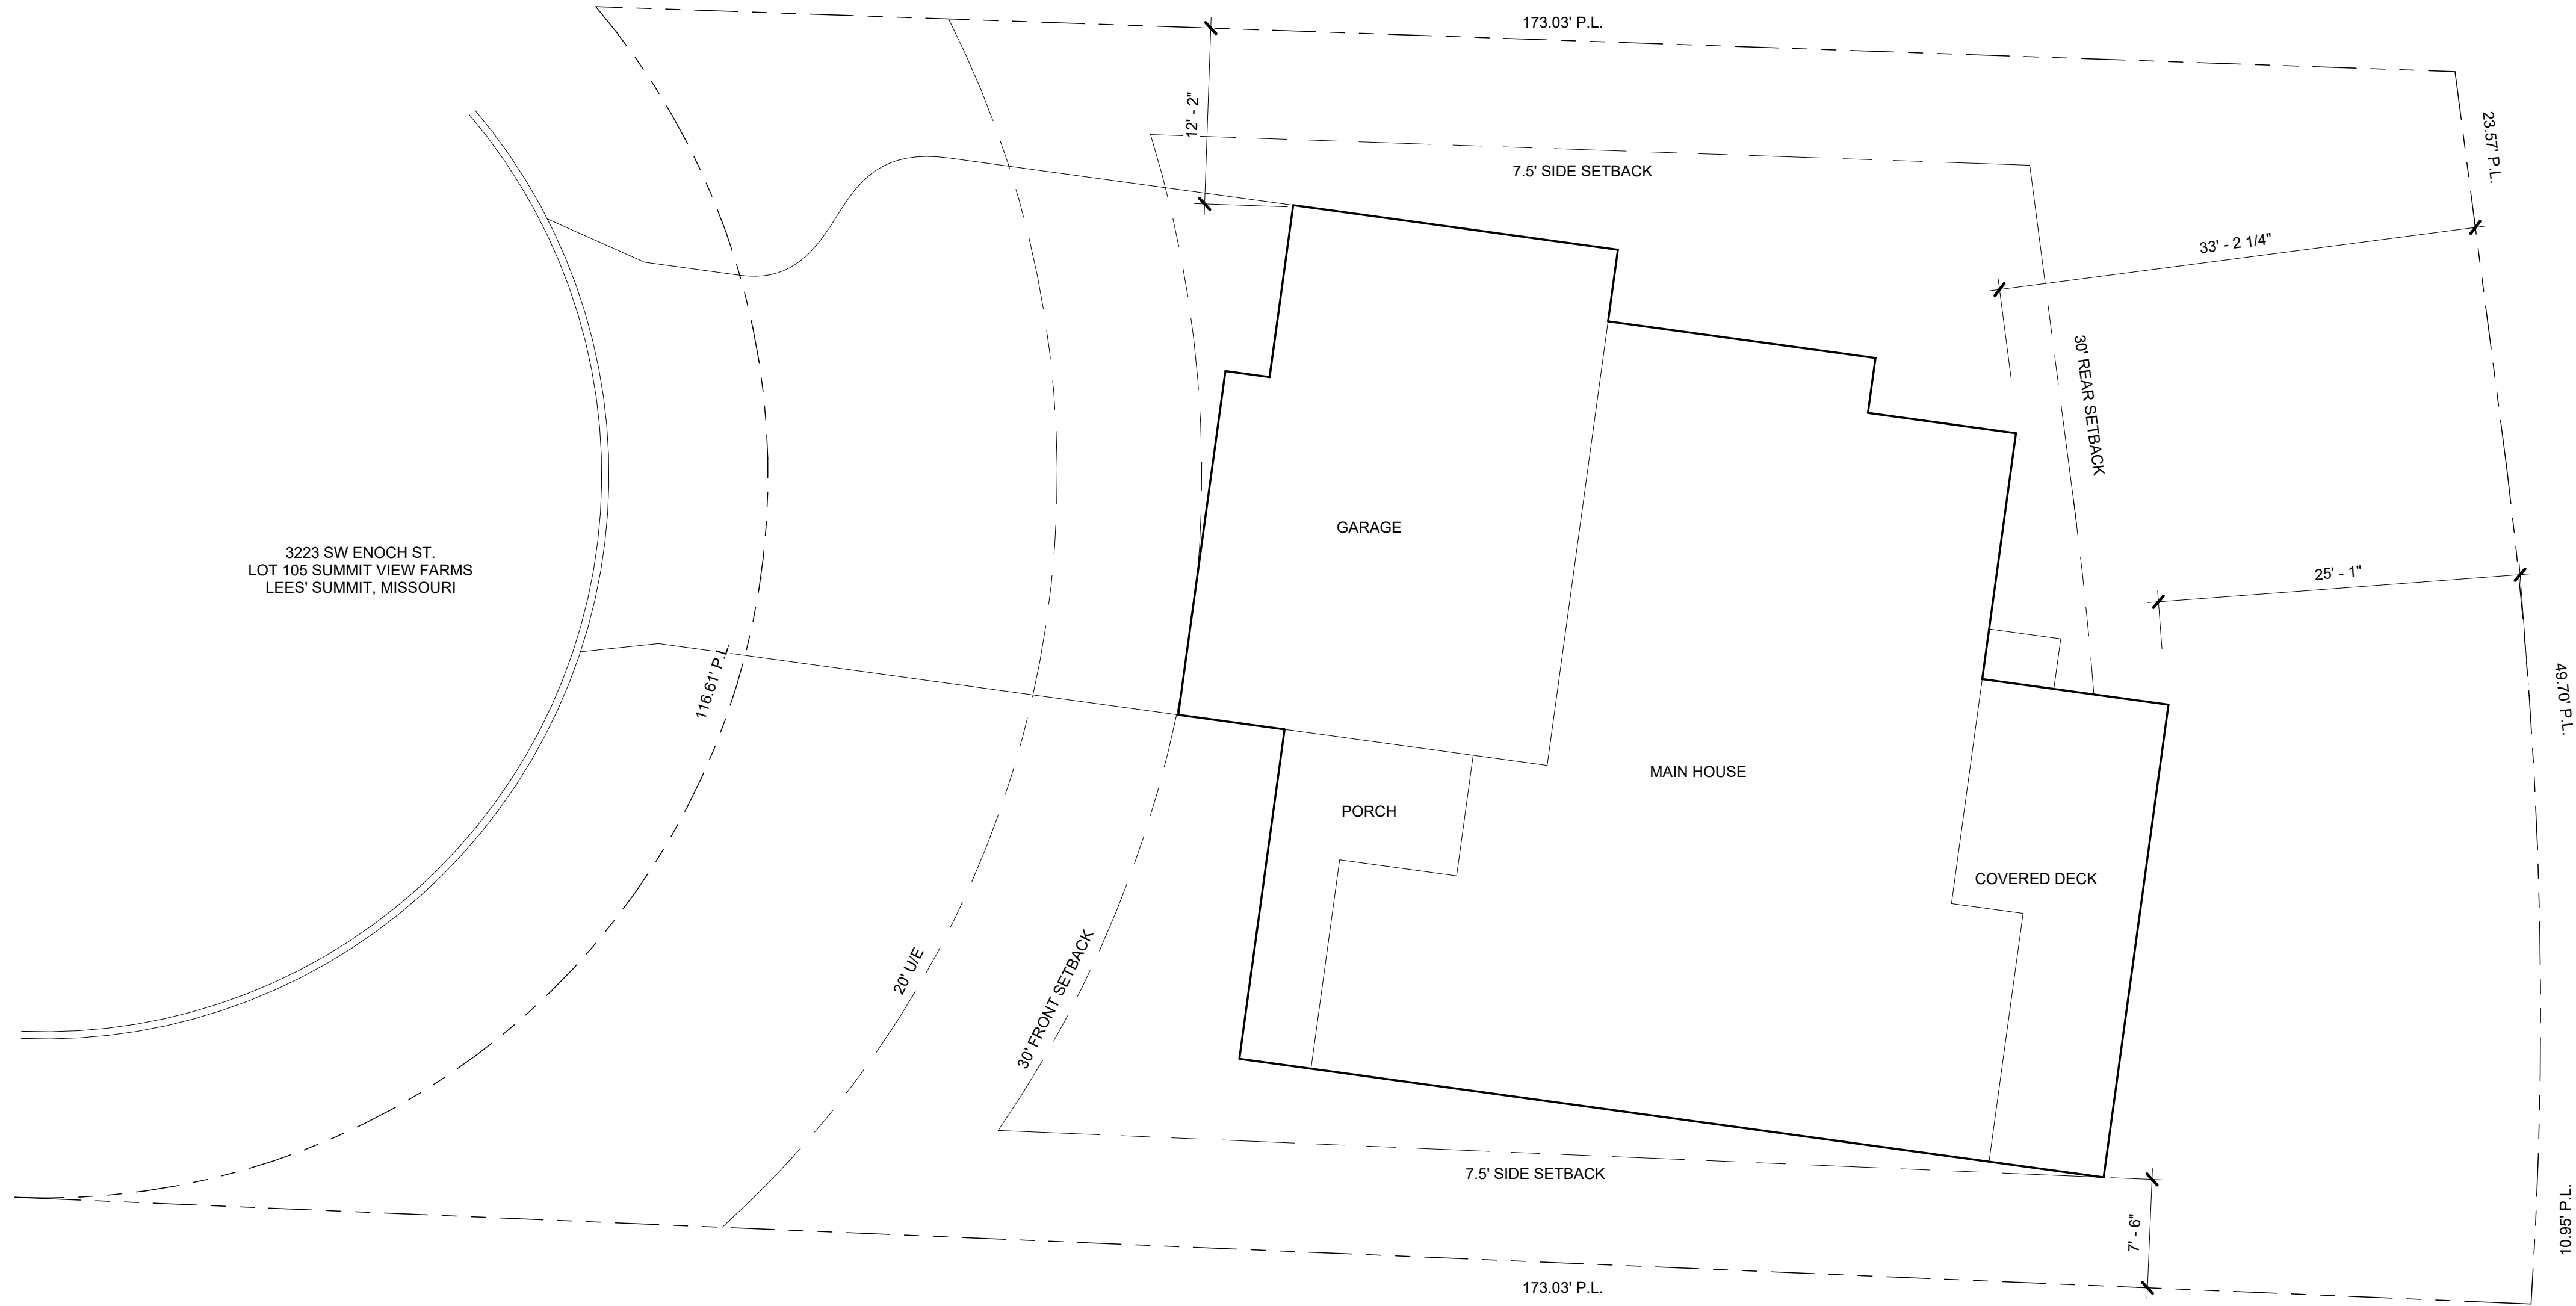 173.03' P.L.
12' - 2"
23.57' P.L.
7.5' SIDE SETBACK
33' - 2 1/4"
30' REAR SETBACK
GARAGE
3223 SW ENOCH ST.
LOT 105 SUMMIT VIEW FARMS
LEES' SUMMIT, MISSOURI
25' - 1"
116.61' P.L.
49.70' P.L.
MAIN HOUSE
PORCH
COVERED DECK
20' U/E
30' FRONT SETBACK
7.5' SIDE SETBACK
7' - 6"
10.95' P.L.
173.03' P.L.